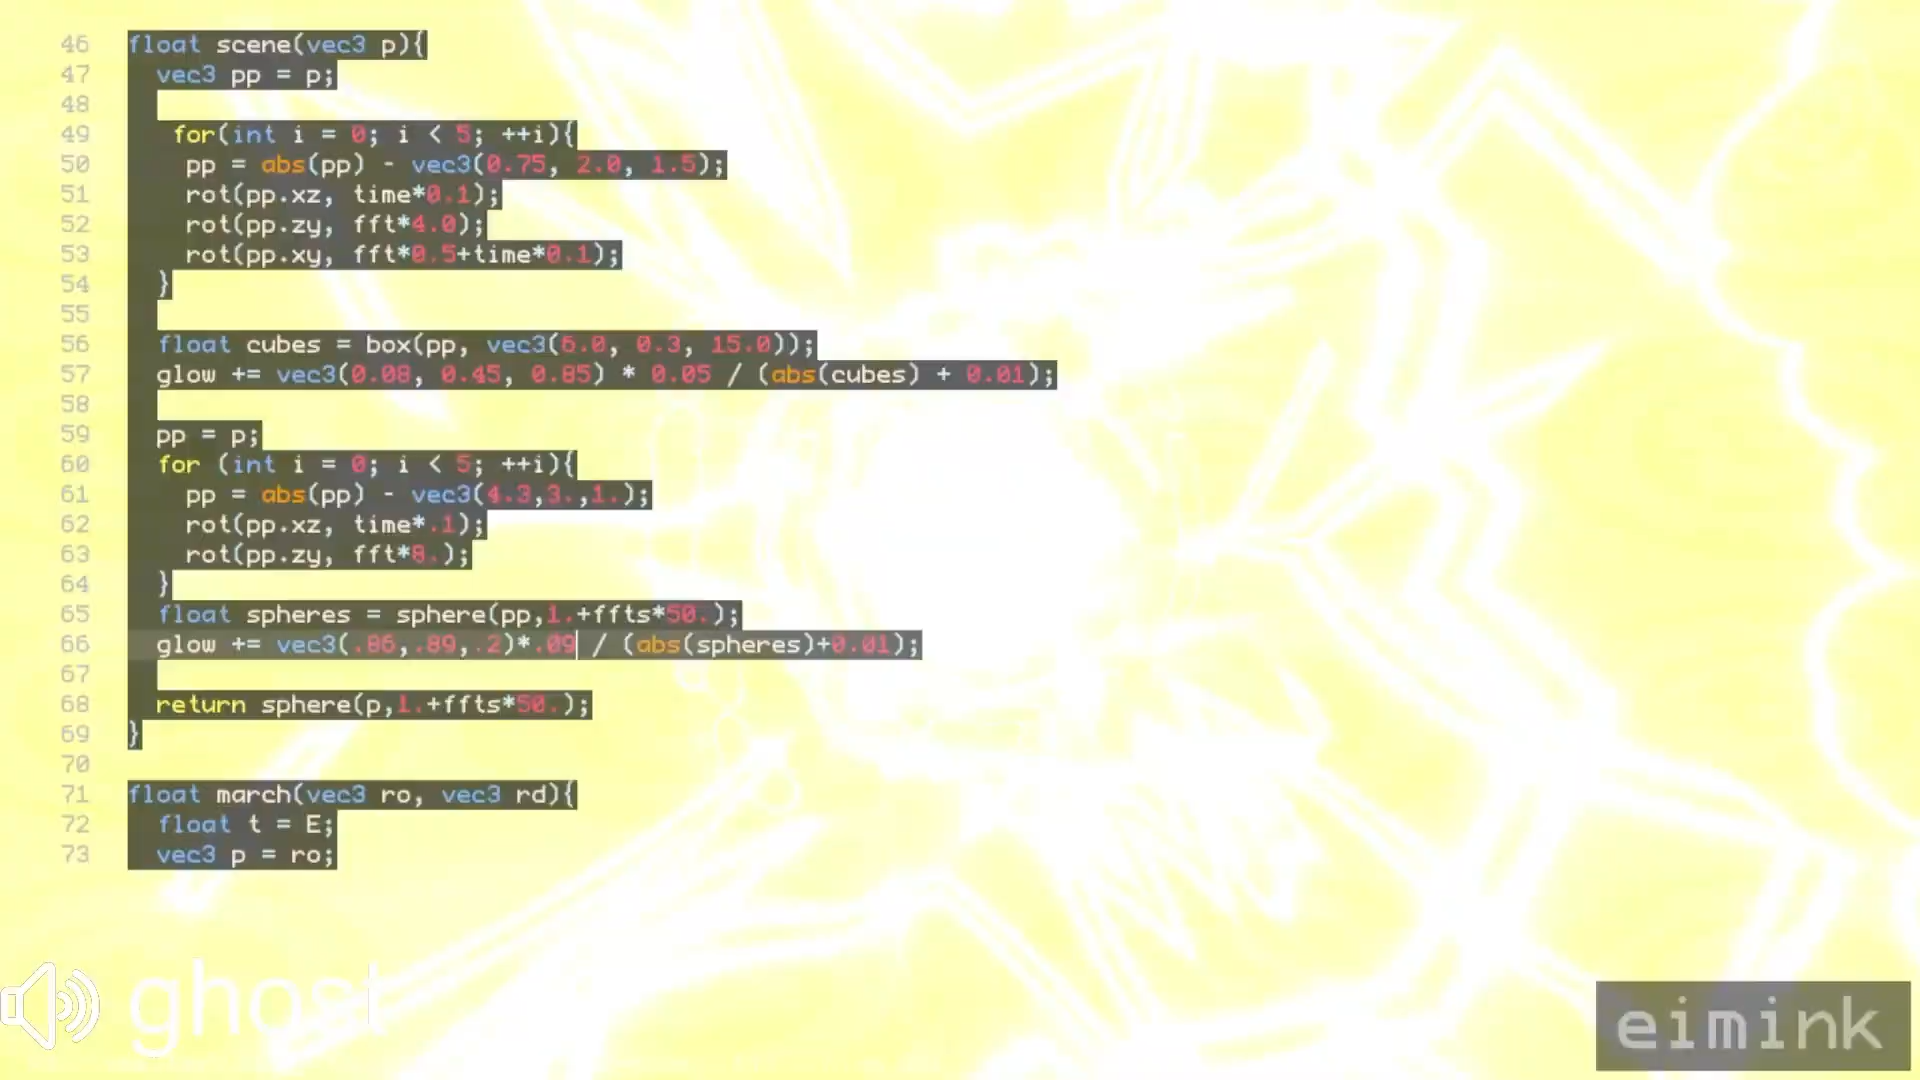 46 float scene(vec3 p){
47 vec3 pp = p;
48
49 for(int i = 0; i < 5; ++i){
50 pp = abs(pp) - vec3(0.75, 2.0, 1.5);
51 rot(pp.xz, time*0.1);
52 rot(pp.zy, fft*4.0);
53 rot(pp.xy, fft*0.5+time*0.1);
54 }
55
56 float cubes = box(pp, vec3(6.0, 0.3, 15.0));
57 glow += vec3(0.08, 0.45, 0.85) * 0.05 / (abs(cubes) + 0.01);
58
59 pp = p;
60 for (int i = 0; i < 5; ++i){
61 pp = abs(pp) - vec3(4.3,3.,1.);
62 rot(pp.xz, time*.1);
63 rot(pp.zy, fft*8.);
64 }
65 float spheres = sphere(pp,1.+ffts*50.);
66 glow += vec3(.86,.89,.2)*.09 / (abs(spheres)+0.01);
67
68 return sphere(p,1.+ffts*50.);
69 }
70
71 float march(vec3 ro, vec3 rd){
72 float t = E;
73 vec3 p = ro;
ghost
eimink